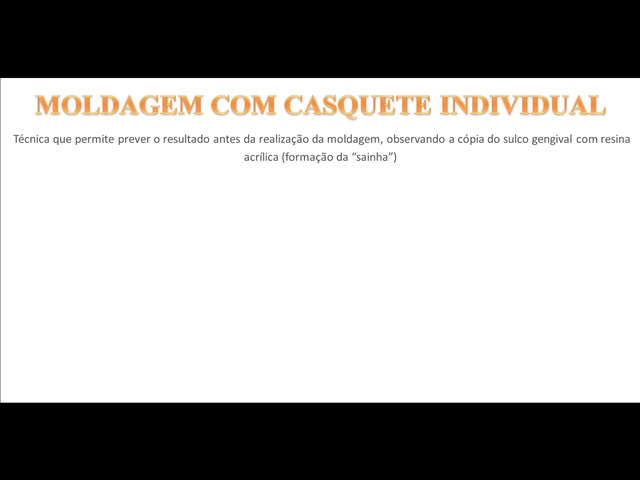 MOLDAGEM COM CASQUETE INDIVIDUAL
Técnica que permite prever o resultado antes da realização da moldagem, observando a cópia do sulco gengival com resina
acrílica (formação da “sainha”)